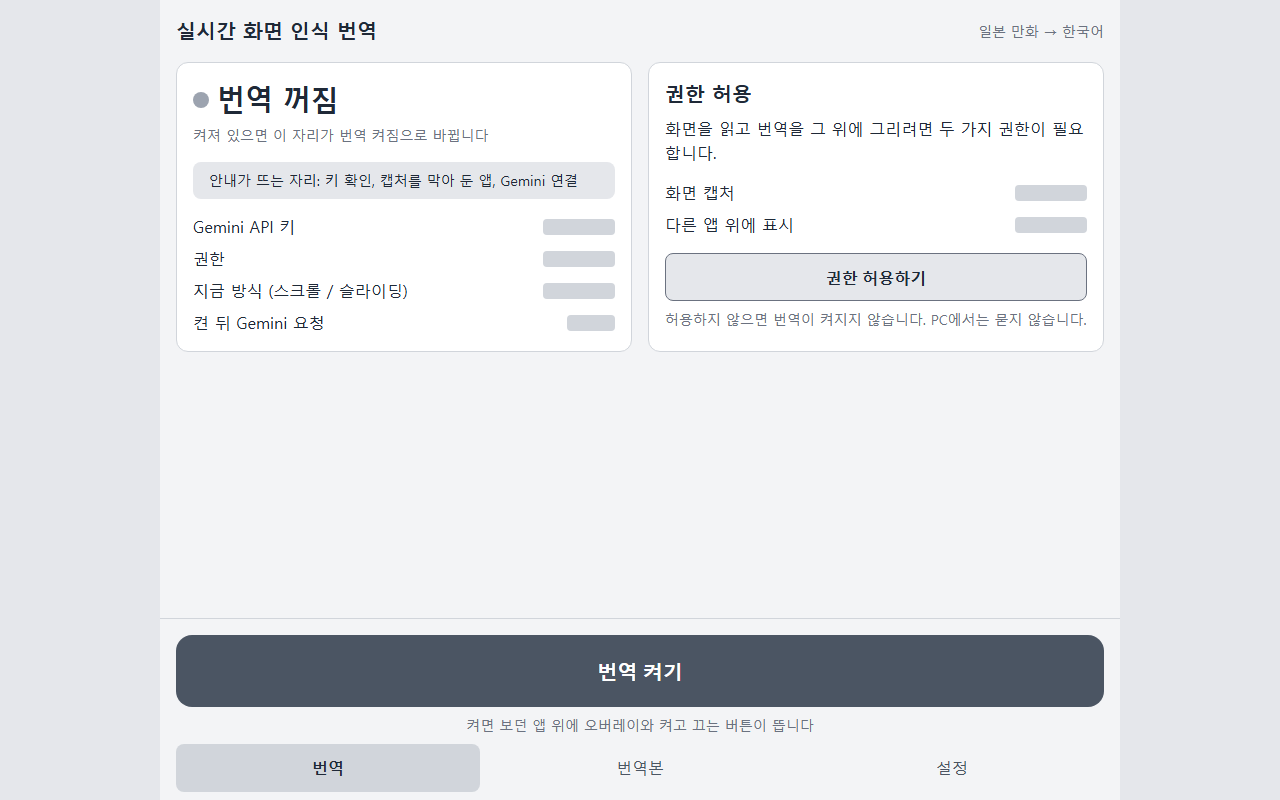 실시간 화면 인식 번역
일본 만화 → 한국어
번역 꺼짐
켜져 있으면 이 자리가 번역 켜짐으로 바뀝니다
안내가 뜨는 자리: 키 확인, 캡처를 막아 둔 앱, Gemini 연결
Gemini API 키
권한
지금 방식 (스크롤 / 슬라이딩)
켠 뒤 Gemini 요청
권한 허용
화면을 읽고 번역을 그 위에 그리려면 두 가지 권한이 필요
합니다.
화면 캡처
다른 앱 위에 표시
권한 허용하기
허용하지 않으면 번역이 켜지지 않습니다. PC에서는 묻지 않습니다.
번역 켜기
켜면 보던 앱 위에 오버레이와 켜고 끄는 버튼이 뜹니다
번역
번역본
설정